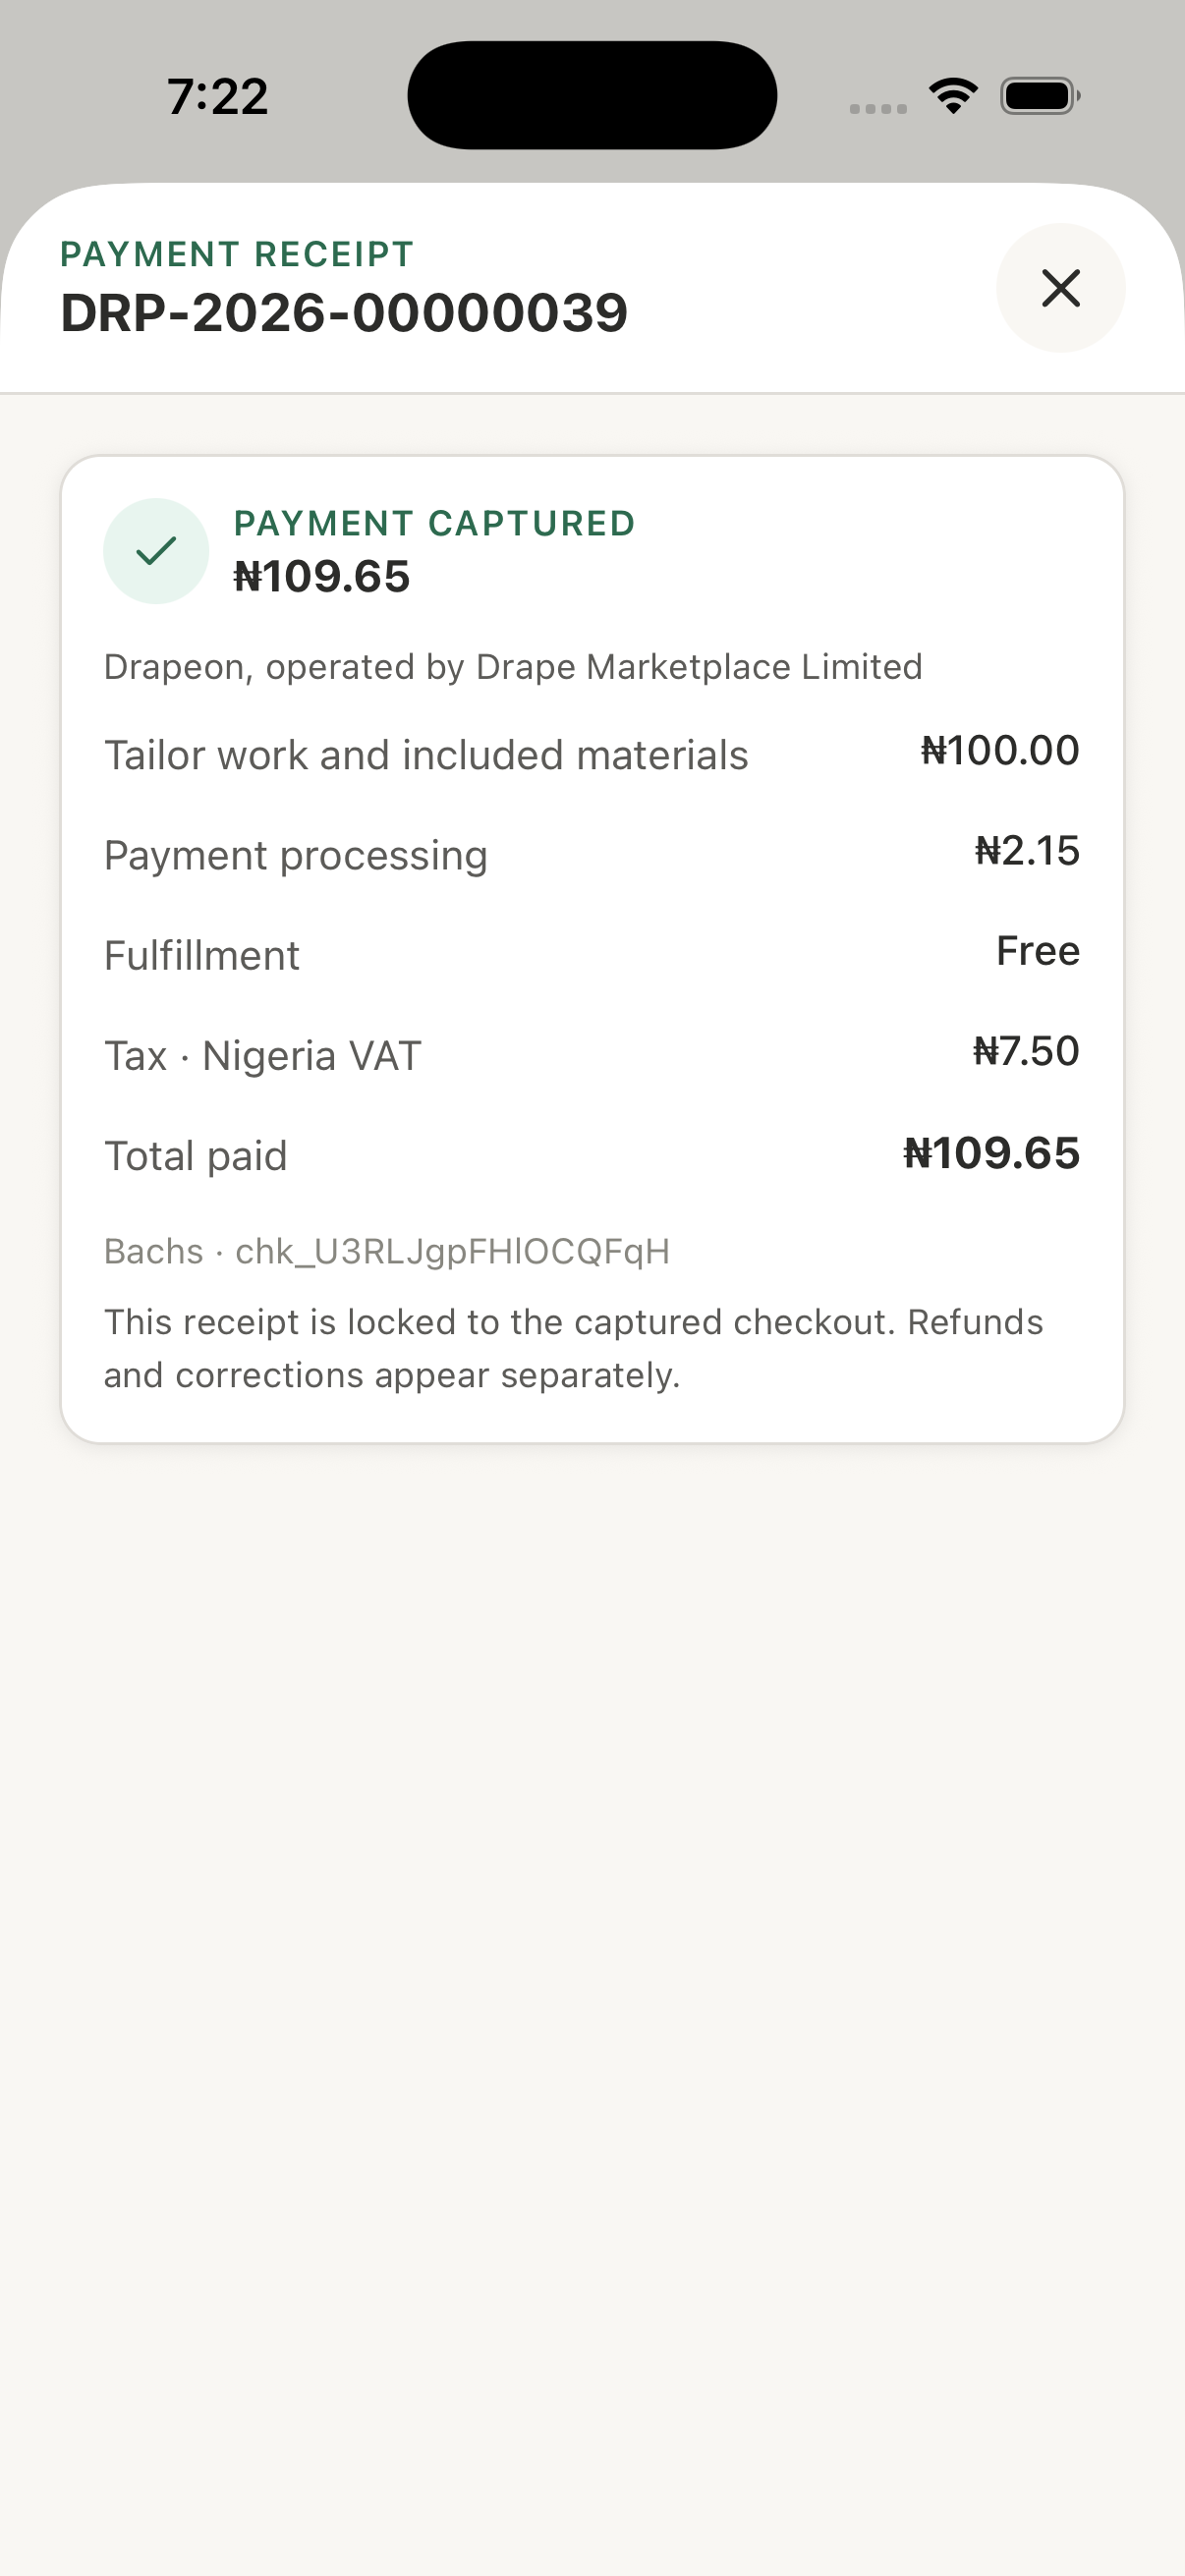 7:22
PAYMENT RECEIPT
DRP-2026-00000039
PAYMENT CAPTURED
₦109.65
Drapeon, operated by Drape Marketplace Limited
Tailor work and included materials ₦100.00
Payment processing ₦2.15
Fulfillment Free
Tax · Nigeria VAT ₦7.50
Total paid ₦109.65
Bachs · chk_U3RLJgpFHlOCQFqH
This receipt is locked to the captured checkout. Refunds
and corrections appear separately.